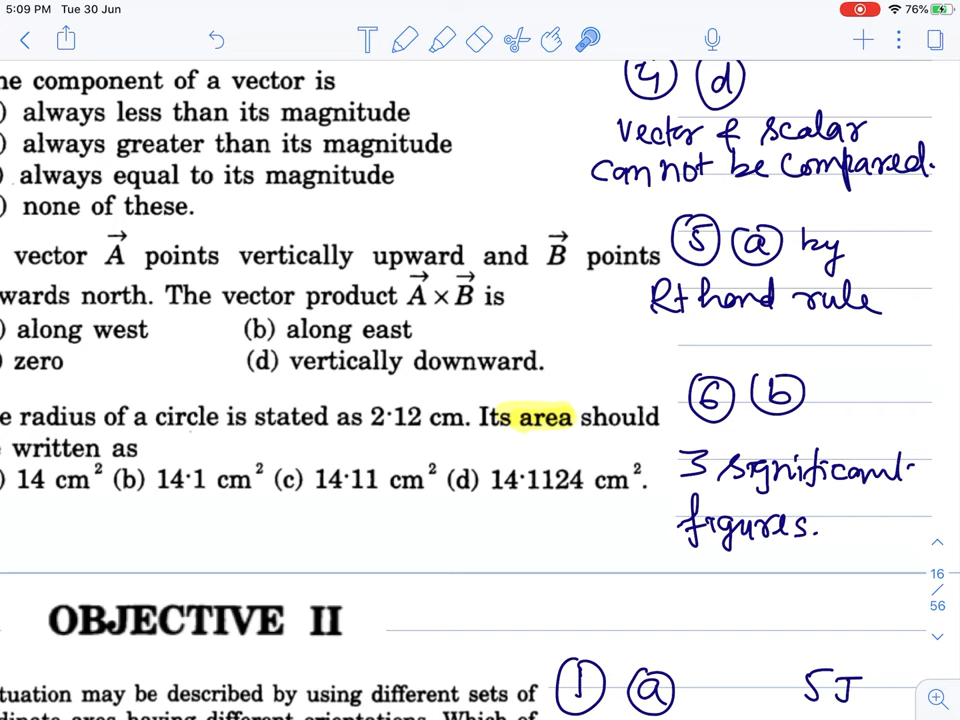 5:09 PM Tue 30 Jun
76%
ne component of a vector is
) always less than its magnitude
) always greater than its magnitude
) always equal to its magnitude
) none of these.
vector A→ points vertically upward and B→ points
wards north. The vector product A→ × B→ is
) along west (b) along east
) zero (d) vertically downward.
e radius of a circle is stated as 2·12 cm. Its area should
written as
) 14 cm² (b) 14·1 cm² (c) 14·11 cm² (d) 14·1124 cm².
OBJECTIVE II
tuation may be described by using different sets of
4 d
vector & scalar
cannot be compared.
5 a by
Rt hand rule
6 b
3 significant
figures.
1 a SI
16
/
56